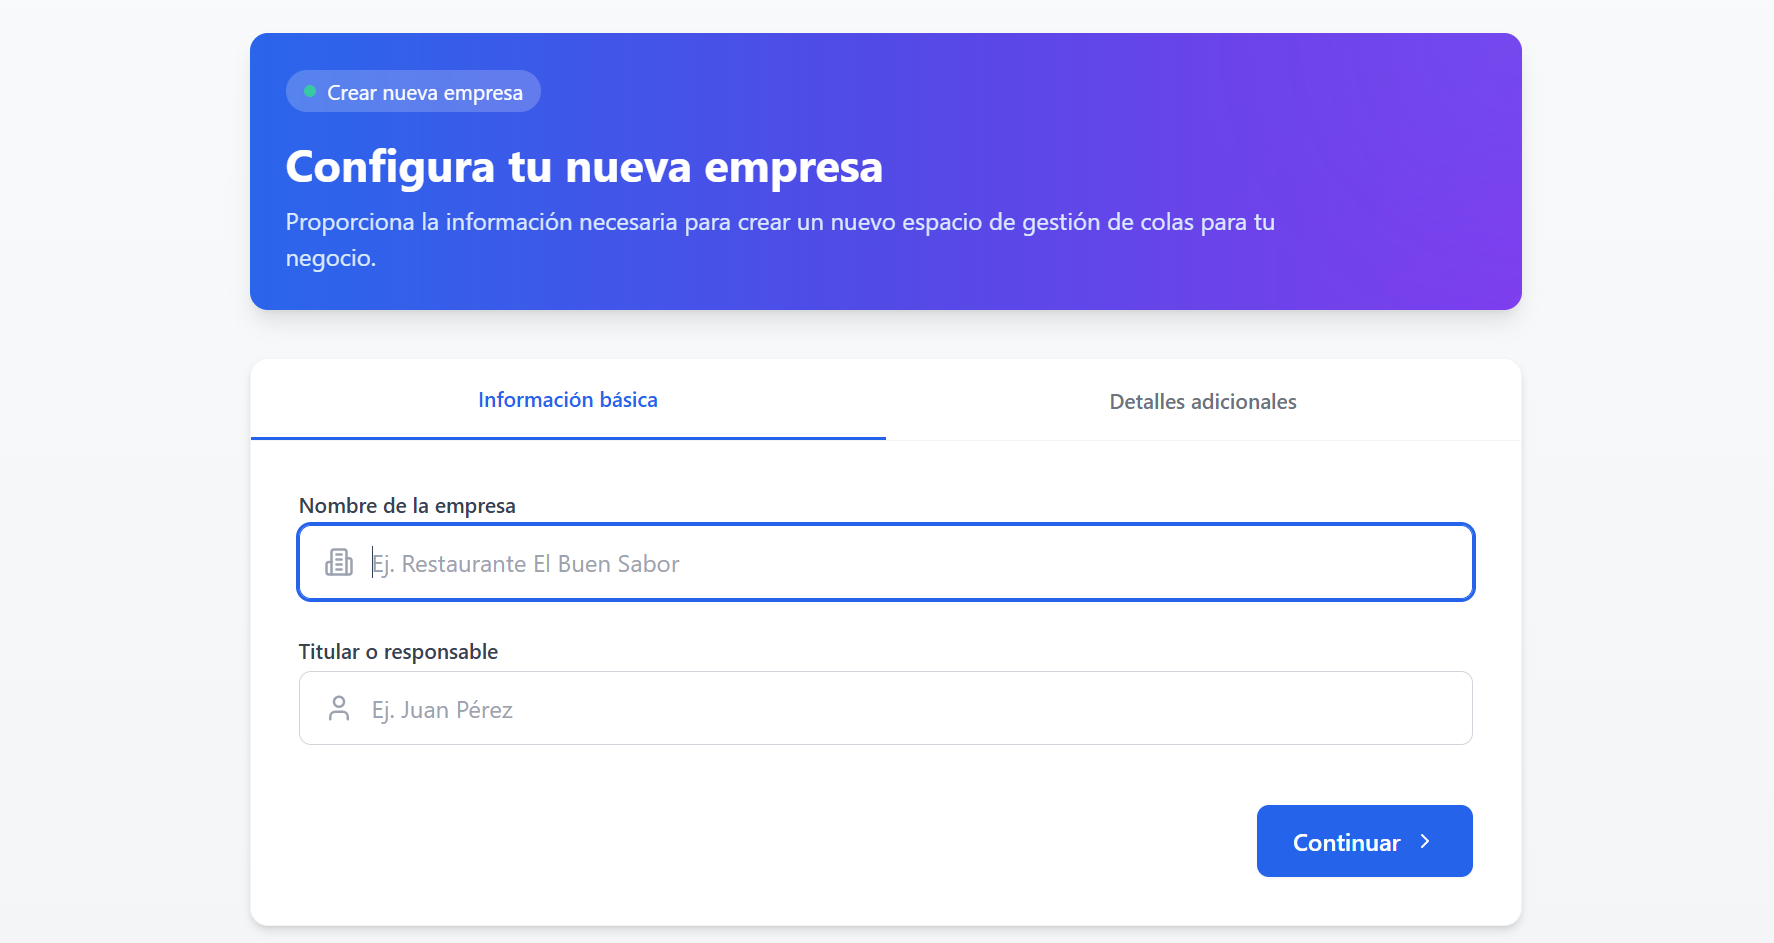 Crear nueva empresa
Configura tu nueva empresa
Proporciona la información necesaria para crear un nuevo espacio de gestión de colas para tu
negocio.
Información básica
Detalles adicionales
Nombre de la empresa
Ej. Restaurante El Buen Sabor
Titular o responsable
Ej. Juan Pérez
Continuar